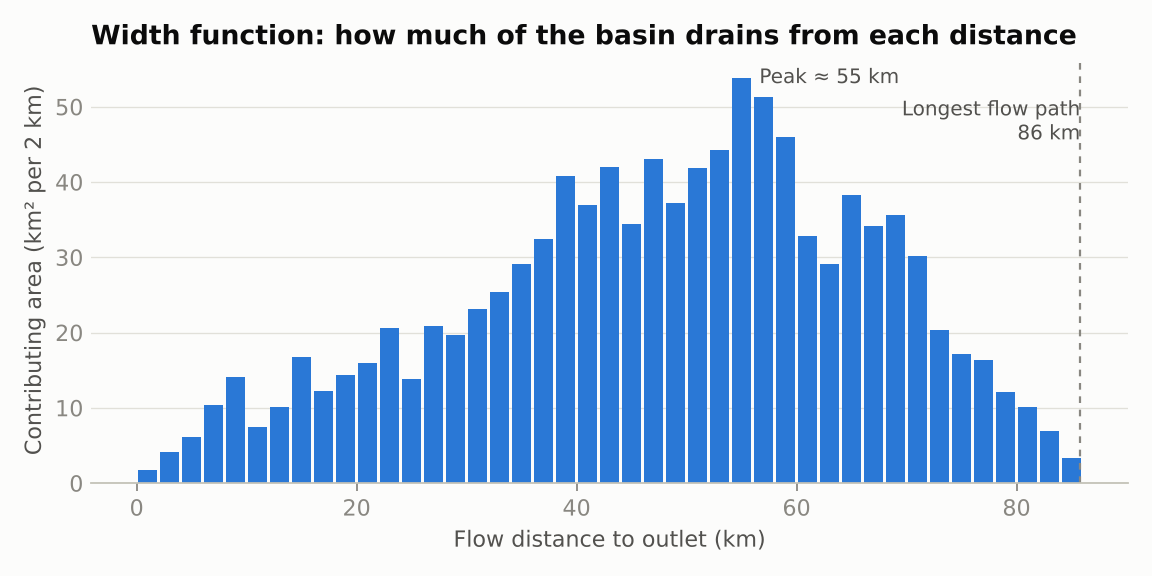 Width function: how much of the basin drains from each distance
Peak ≈ 55 km
Longest flow path
86 km
Contributing area (km² per 2 km)
50
40
30
20
10
0
0 20 40 60 80
Flow distance to outlet (km)